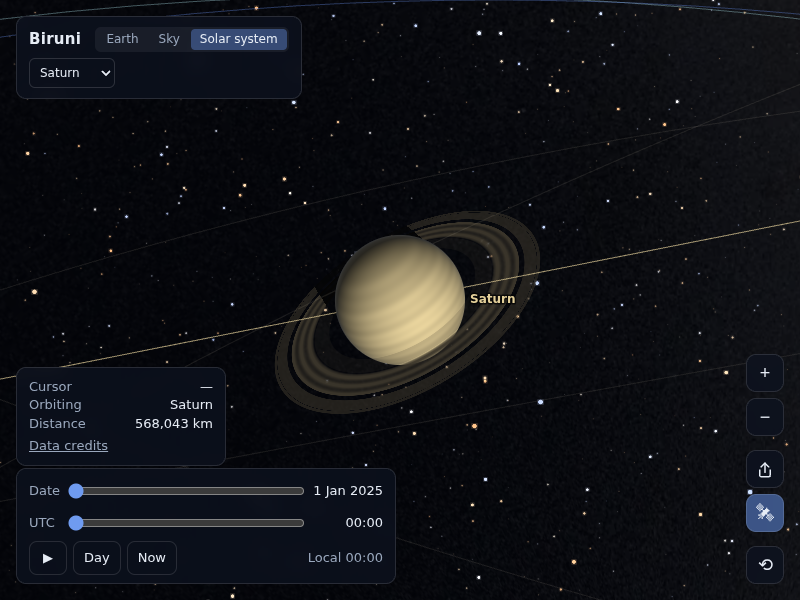 Biruni Earth Sky Solar system
Saturn
Saturn
Cursor —
Orbiting Saturn
Distance 568,043 km
Data credits
Date 1 Jan 2025
UTC 00:00
▶ Day Now Local 00:00
+
−
⟲